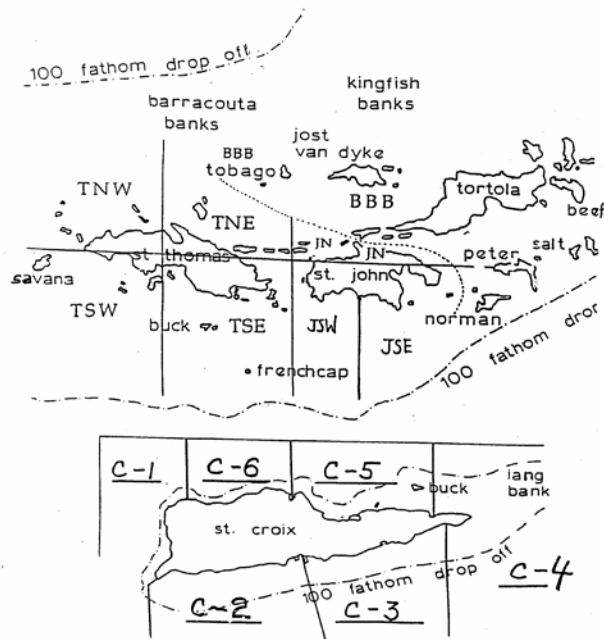 100 fathom drop off
kingfish
banks
barracouta
banks
jost
van dyke
BBB
tobago
TNW
BBB
tortola
TNE
beef
JN
JN
salt
st thomas
peter
savana
st. john
TSW
norman
buck
TSE
JSW
JSE
frenchcap
100 fathom drop
C-1
C-6
C-5
buck
lang
bank
st. croix
100 fathom drop off
C-4
C-2
C-3